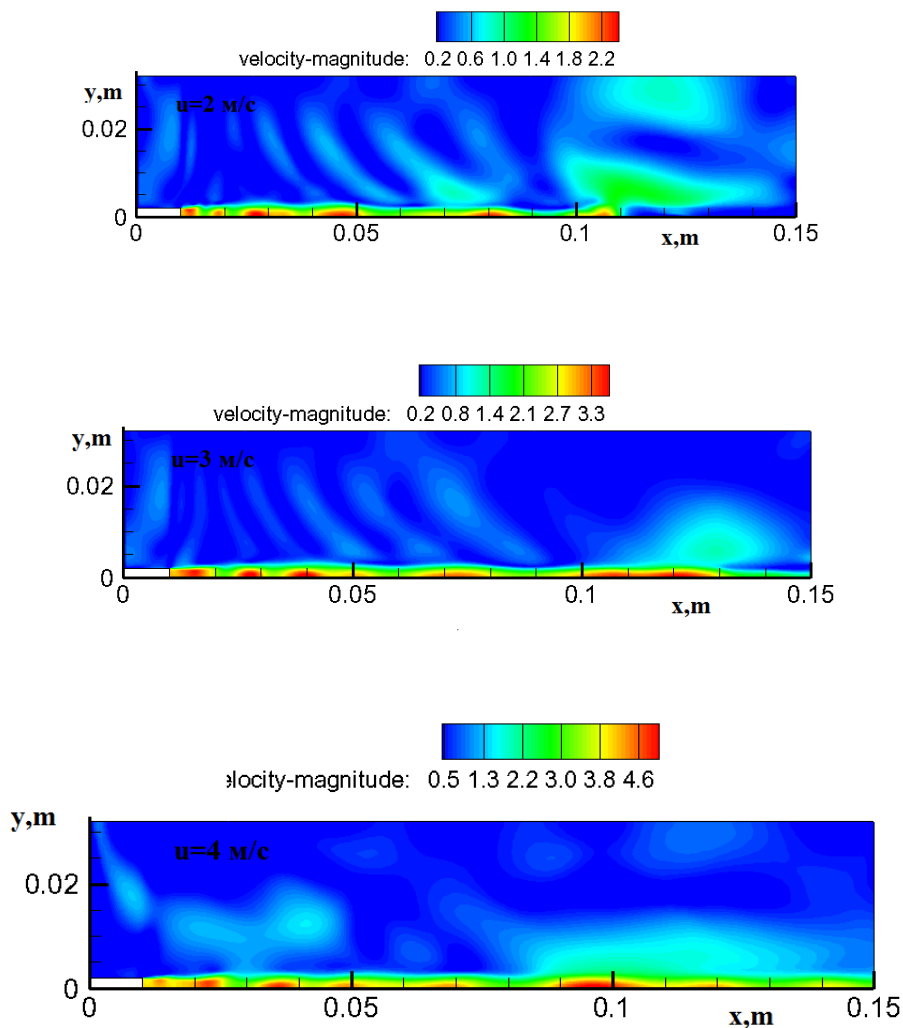 velocity-magnitude: 0.2 0.6 1.0 1.4 1.8 2.2
y,m
u=2 м/с
0.02
0
0 0.05 0.1 0.15
x,m
velocity-magnitude: 0.2 0.8 1.4 2.1 2.7 3.3
y,m
u=3 м/с
0.02
0
0 0.05 0.1 0.15
x,m
elocity-magnitude: 0.5 1.3 2.2 3.0 3.8 4.6
y,m
u=4 м/с
0.02
0
0 0.05 0.1 0.15
x,m